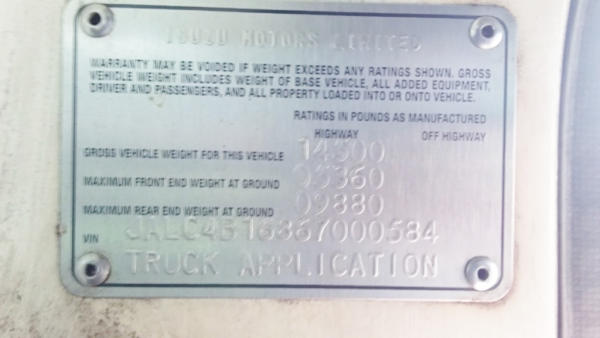 ISUZU MOTORS LIMITED
WARRANTY MAY BE VOIDED IF WEIGHT EXCEEDS ANY RATINGS SHOWN. GROSS
VEHICLE WEIGHT INCLUDES WEIGHT OF BASE VEHICLE, ALL ADDED EQUIPMENT,
DRIVER AND PASSENGERS, AND ALL PROPERTY LOADED INTO OR ONTO VEHICLE.
RATINGS IN POUNDS AS MANUFACTURED
HIGHWAY OFF HIGHWAY
GROSS VEHICLE WEIGHT FOR THIS VEHICLE 14500
MAXIMUM FRONT END WEIGHT AT GROUND 05360
MAXIMUM REAR END WEIGHT AT GROUND 09880
VIN JALC4B16867000584
TRUCK APPLICATION